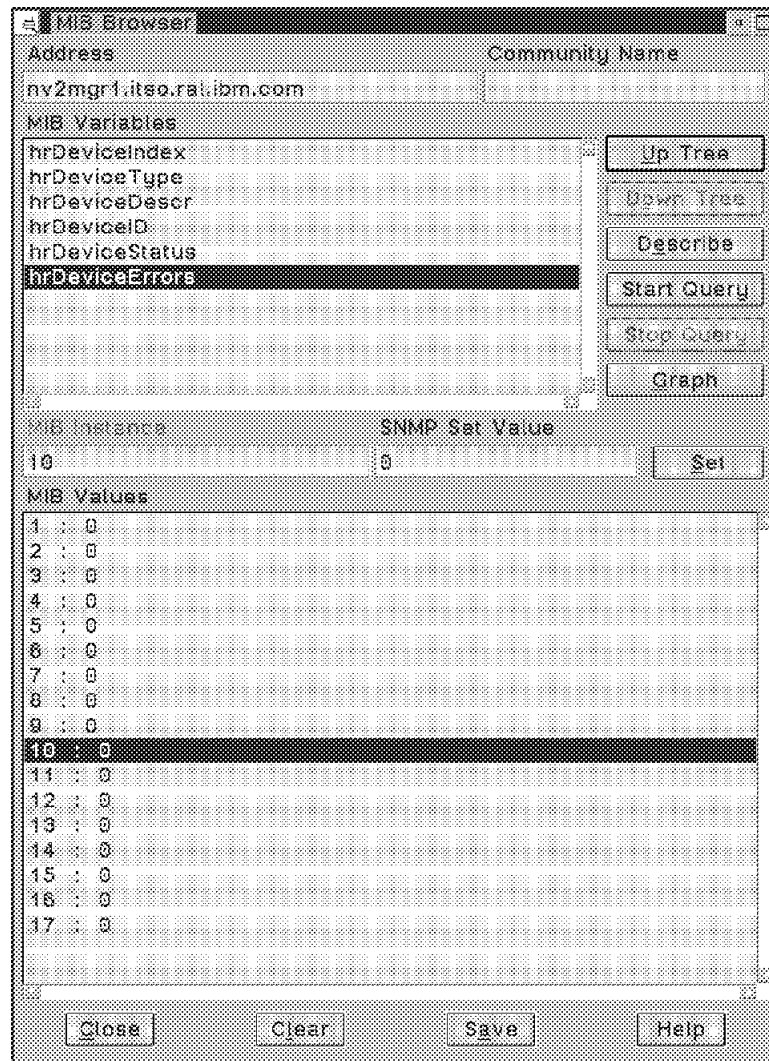 MIB Browser
Address Community Name
nv2mgr1.itso.ral.ibm.com
MIB Variables
hrDeviceIndex
Up Tree
hrDeviceType
hrDeviceDescr
Down Tree
hrDeviceID
hrDeviceStatus
Describe
hrDeviceErrors
Start Query
Stop Query
Graph
MIB Instance SNMP Set Value
10 0 Set
MIB Values
1 : 0
2 : 0
3 : 0
4 : 0
5 : 0
6 : 0
7 : 0
8 : 0
9 : 0
10 : 0
11 : 0
12 : 0
13 : 0
14 : 0
15 : 0
16 : 0
17 : 0
Close Clear Save Help